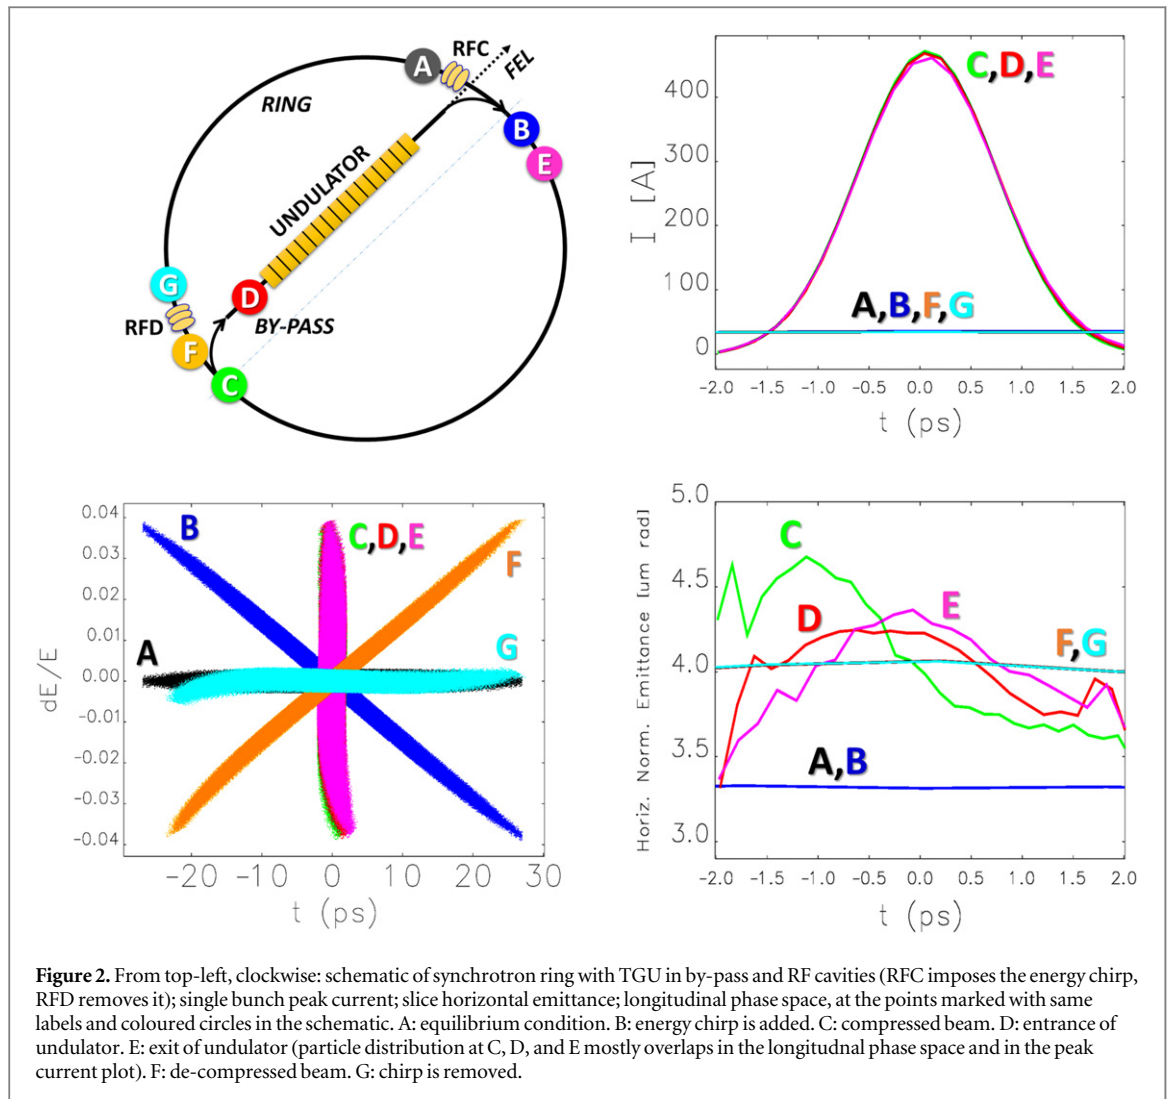 A
RFC
FEL
RING
B
E
UNDULATOR
G
D
RFD
BY-PASS
F
C
I [A]
400
300
200
100
0
C,D,E
A,B,F,G
-2.0 -1.5 -1.0 -0.5 0.0 0.5 1.0 1.5 2.0
t (ps)
dE/E
0.04
0.03
0.02
0.01
0.00
-0.01
-0.02
-0.03
-0.04
B
C,D,E
F
A
G
-20 -10 0 10 20 30
t (ps)
Horiz. Norm. Emittance [um rad]
5.0
4.5
4.0
3.5
3.0
C
D
E
F,G
A,B
-2.0 -1.5 -1.0 -0.5 0.0 0.5 1.0 1.5 2.0
t (ps)
Figure 2. From top-left, clockwise: schematic of synchrotron ring with TGU in by-pass and RF cavities (RFC imposes the energy chirp,
RFD removes it); single bunch peak current; slice horizontal emittance; longitudinal phase space, at the points marked with same
labels and coloured circles in the schematic. A: equilibrium condition. B: energy chirp is added. C: compressed beam. D: entrance of
undulator. E: exit of undulator (particle distribution at C, D, and E mostly overlaps in the longitudnal phase space and in the peak
current plot). F: de-compressed beam. G: chirp is removed.